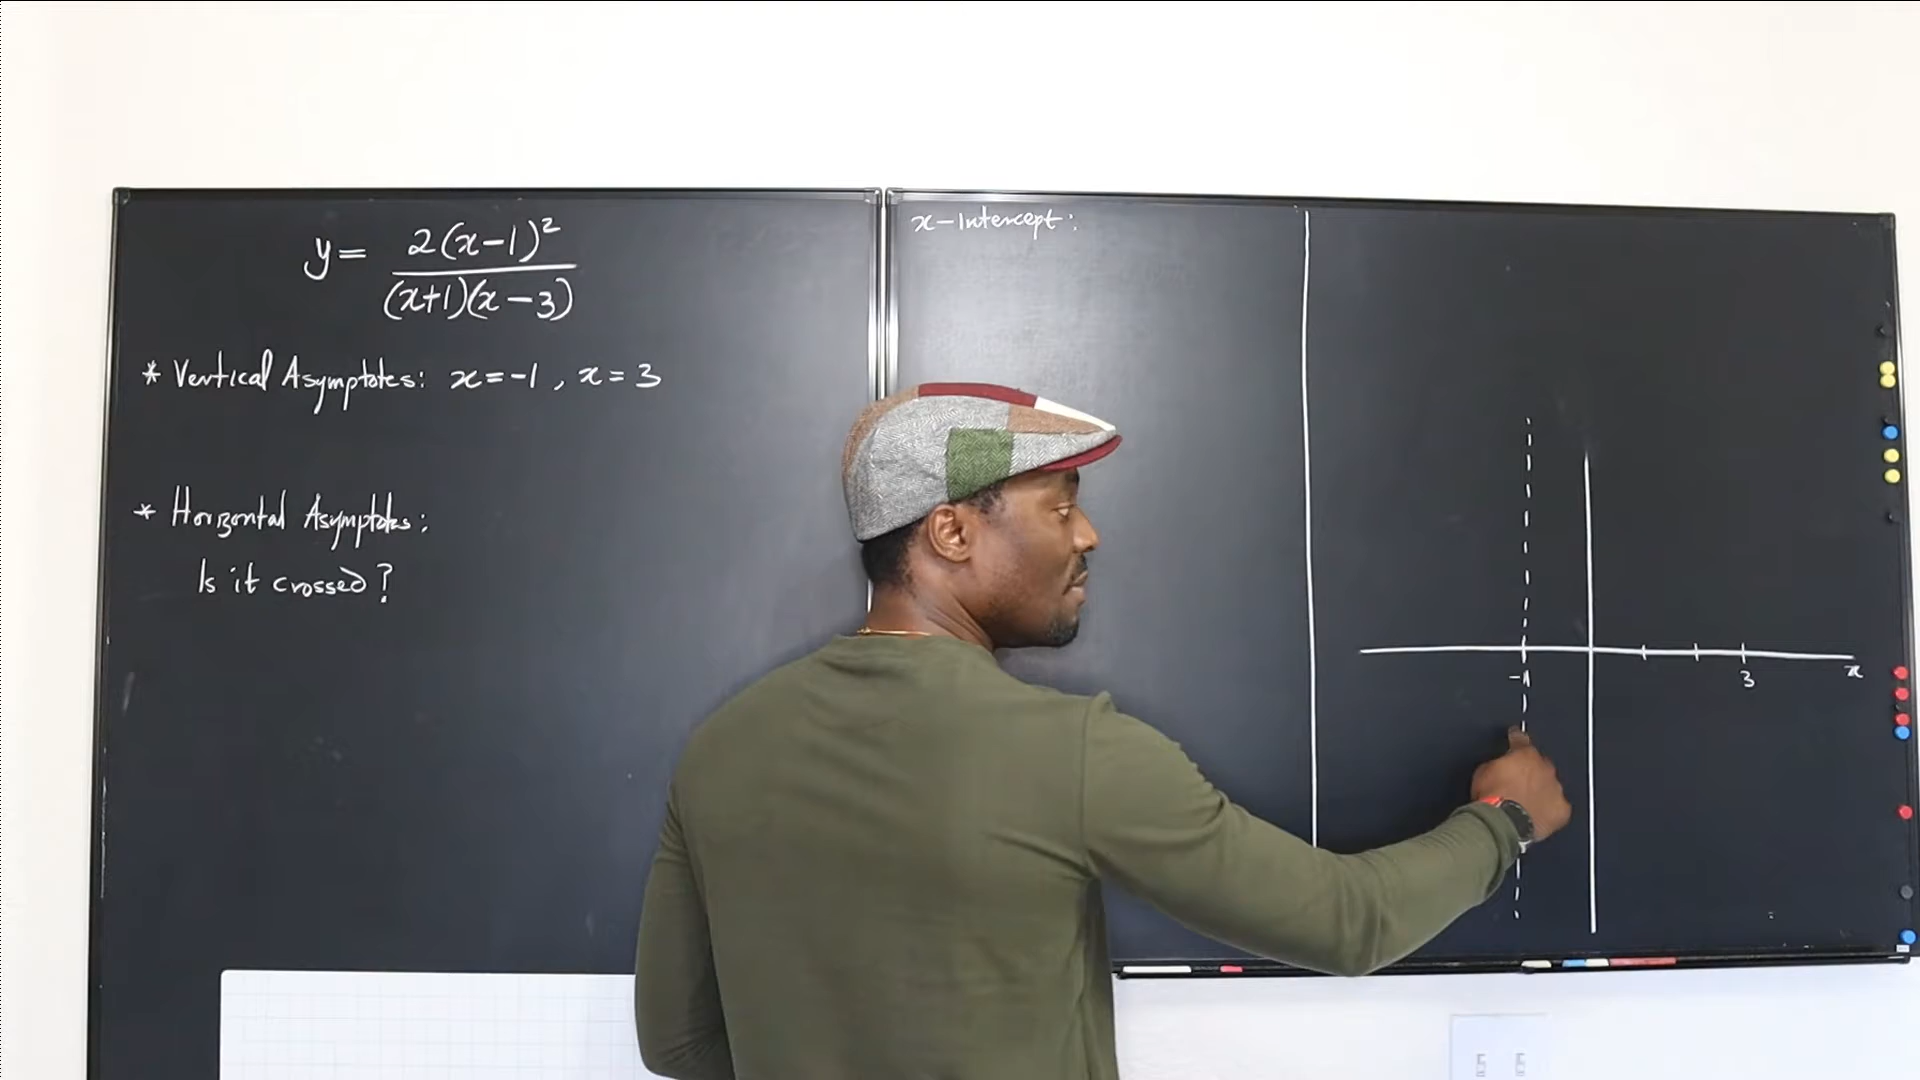 y = 2(x-1)² / (x+1)(x-3)
* Vertical Asymptotes: x=-1, x=3
* Horizontal Asymptotes:
Is it crossed?
x-Intercept:
-1
3
x